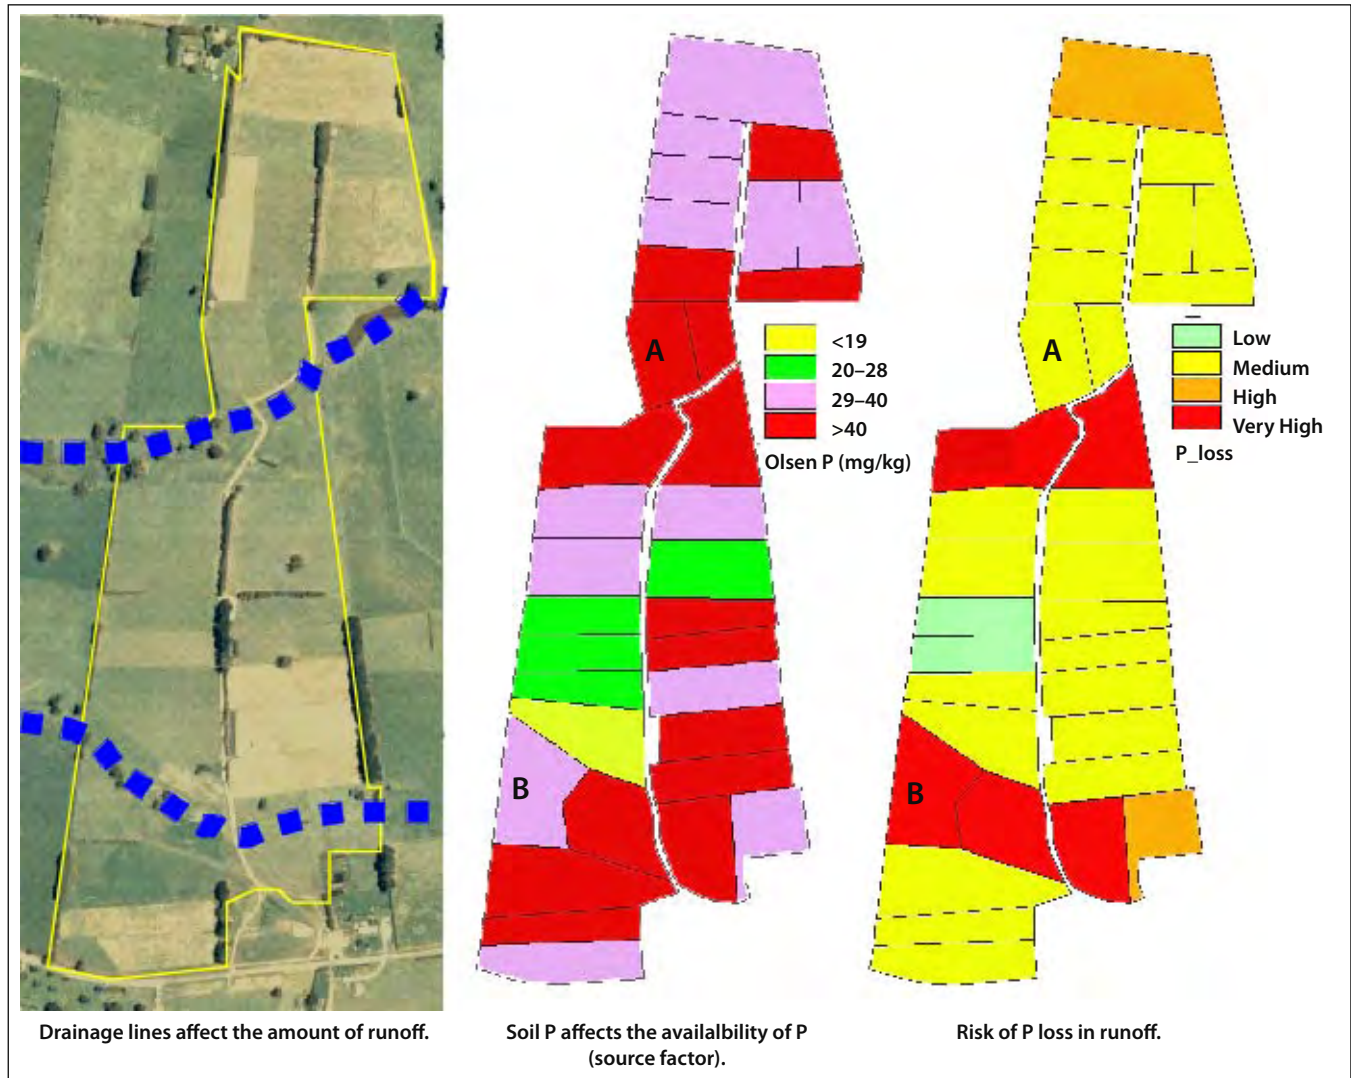 A
B
<19
20–28
29–40
>40
Olsen P (mg/kg)
A
B
Low
Medium
High
Very High
P_loss
Drainage lines affect the amount of runoff.
Soil P affects the availalbility of P
(source factor).
Risk of P loss in runoff.